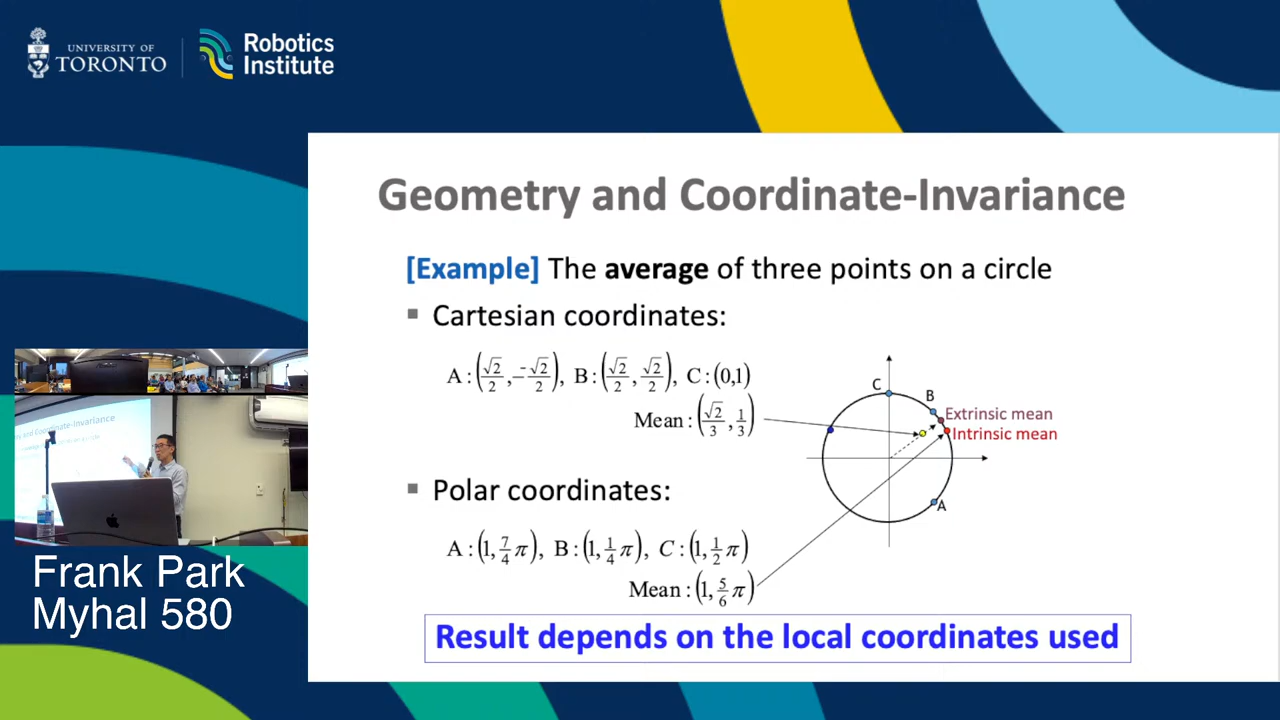 UNIVERSITY OF
TORONTO
Robotics
Institute
Geometry and Coordinate-Invariance
[Example] The average of three points on a circle
▪ Cartesian coordinates:
A : (√2/2, -√2/2), B : (√2/2, √2/2), C : (0,1)
Mean : (√2/3, 1/3)
C
B
Extrinsic mean
Intrinsic mean
A
▪ Polar coordinates:
A : (1, 7/4 π), B : (1, 1/4 π), C : (1, 1/2 π)
Mean : (1, 5/6 π)
Result depends on the local coordinates used
Frank Park
Myhal 580
y and Coordinate-Invariance